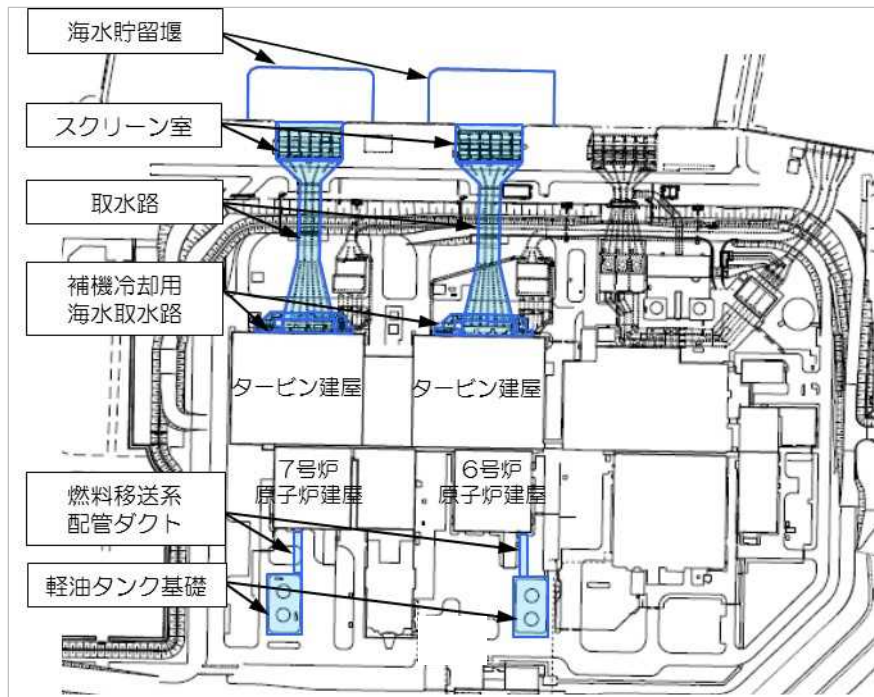 海水貯留堰
スクリーン室
取水路
補機冷却用
海水取水路
タービン建屋
タービン建屋
7号炉
原子炉建屋
6号炉
原子炉建屋
燃料移送系
配管ダクト
軽油タンク基礎